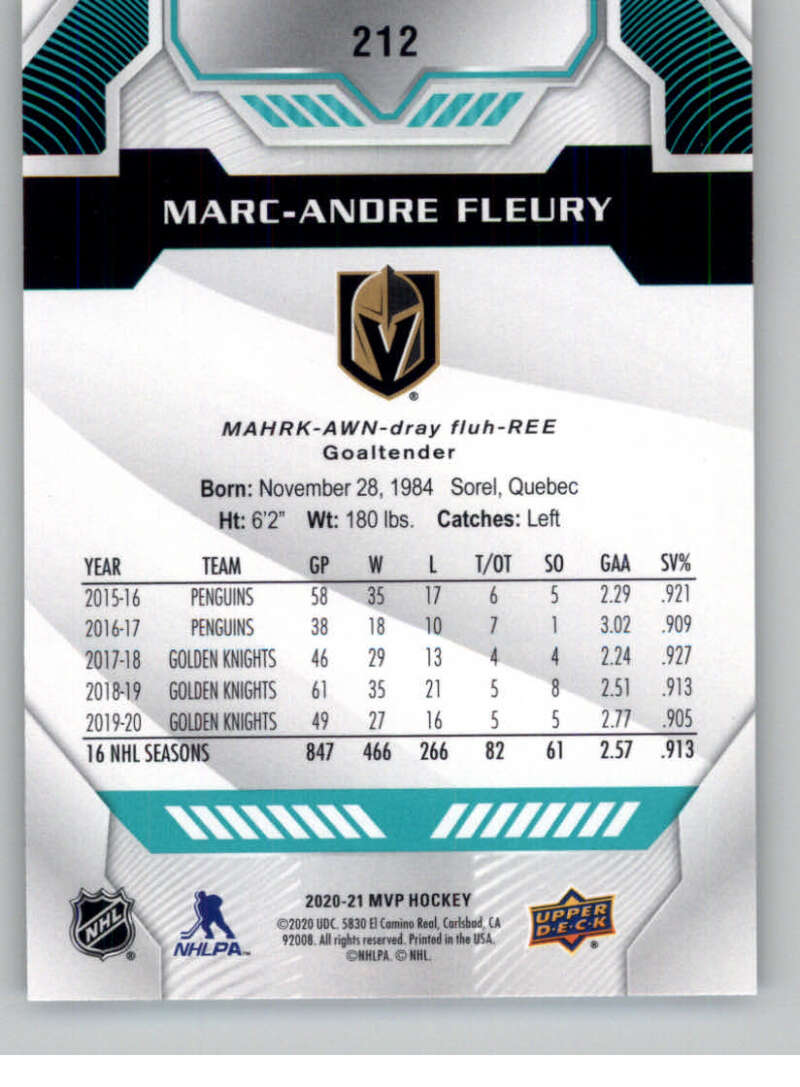 212
MARC-ANDRE FLEURY
®
MAHRK-AWN-dray fluh-REE
Goaltender
Born: November 28, 1984 Sorel, Quebec
Ht: 6'2" Wt: 180 lbs. Catches: Left
YEAR TEAM GP W L T/OT SO GAA SV%
2015-16 PENGUINS 58 35 17 6 5 2.29 .921
2016-17 PENGUINS 38 18 10 7 1 3.02 .909
2017-18 GOLDEN KNIGHTS 46 29 13 4 4 2.24 .927
2018-19 GOLDEN KNIGHTS 61 35 21 5 8 2.51 .913
2019-20 GOLDEN KNIGHTS 49 27 16 5 5 2.77 .905
16 NHL SEASONS 847 466 266 82 61 2.57 .913
NHL ®
NHLPA™
2020-21 MVP HOCKEY
©2020 UDC. 5830 El Camino Real, Carlsbad, CA
92008. All rights reserved. Printed in the USA.
©NHLPA. © NHL.
UPPER
D·E·C·K ®